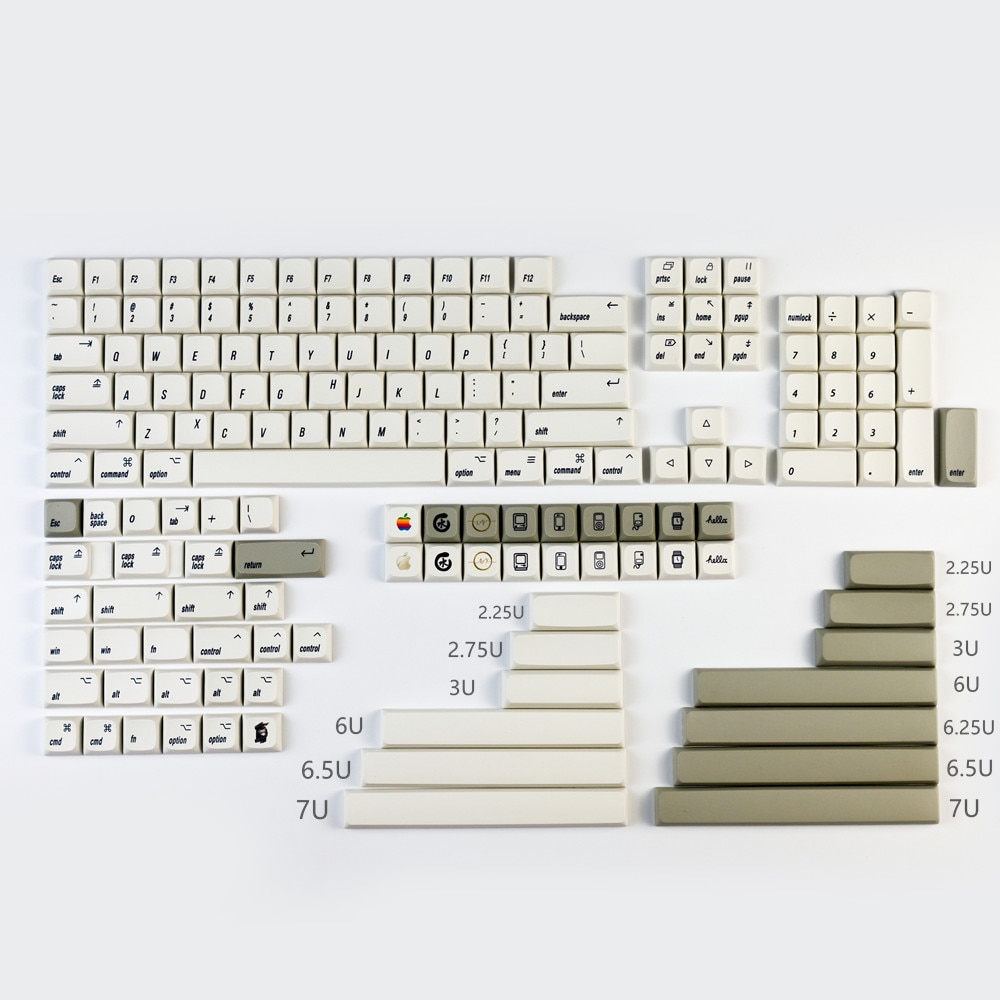 Esc F1 F2 F3 F4 F5 F6 F7 F8 F9 F10 F11 F12
~ ! @ # $ % ^ & * ( ) - +
1 2 3 4 5 6 7 8 9 0 - = backspace ←
tab Q W E R T Y U I O P { } |
[ ] \
caps lock A S D F G H J K L : " enter
shift ↑ Z X C V B N M < > ? shift ↑
, . /
control ^ command ⌘ option ⌥ option ⌥ menu ≡ command ⌘ control ^
prtsc lock pause
ins home pgup
del end pgdn
△
◁ ▽ ▷
numlock ÷ × -
7 8 9
4 5 6 +
1 2 3
0 . enter enter
Esc back space 0 tab + | \
caps lock caps lock caps lock return
shift ↑ shift ↑ shift ↑ shift ↑
win win fn control ^ control ^ control ^
alt ⌥ alt ⌥ alt ⌥ alt ⌥ alt ⌥
cmd ⌘ cmd ⌘ fn option ⌥ option ⌥
hello
hello
2.25U
2.75U
3U
6U
6.5U
7U
2.25U
2.75U
3U
6U
6.25U
6.5U
7U